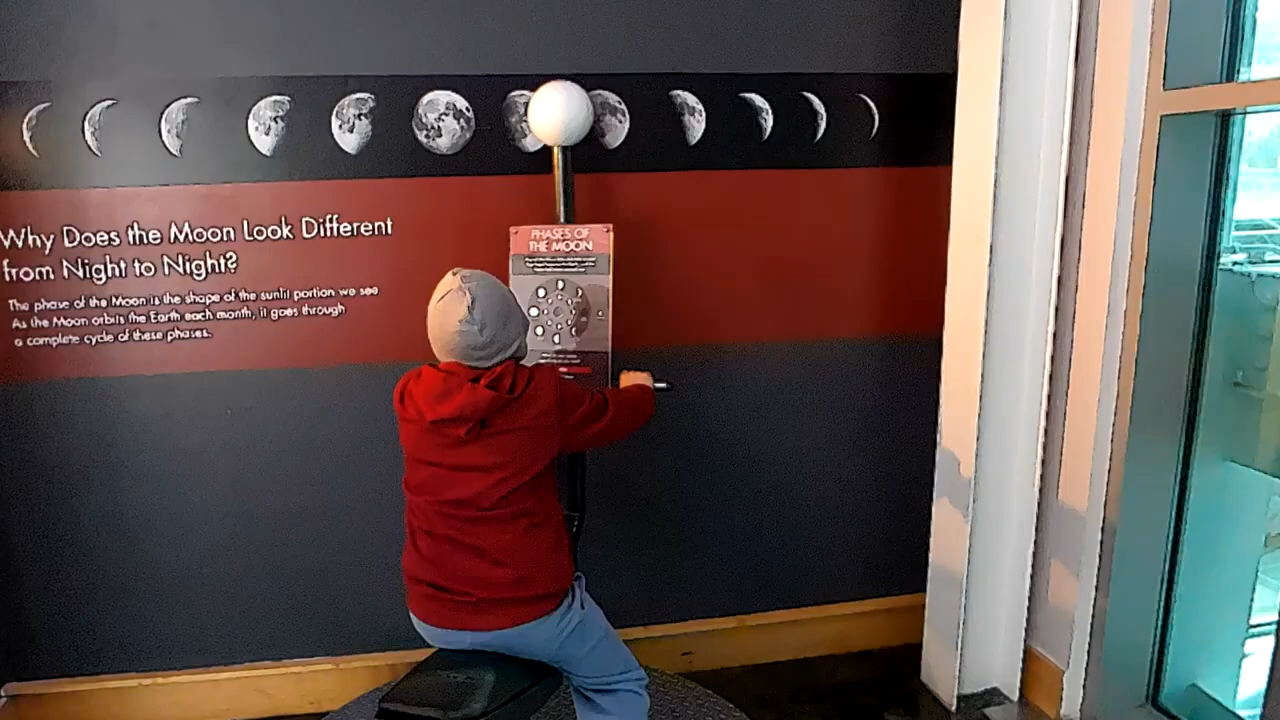 Why Does the Moon Look Different
from Night to Night?
The phase of the Moon is the shape of the sunlit portion we see
As the Moon orbits the Earth each month, it goes through
a complete cycle of these phases.
PHASES OF
THE MOON